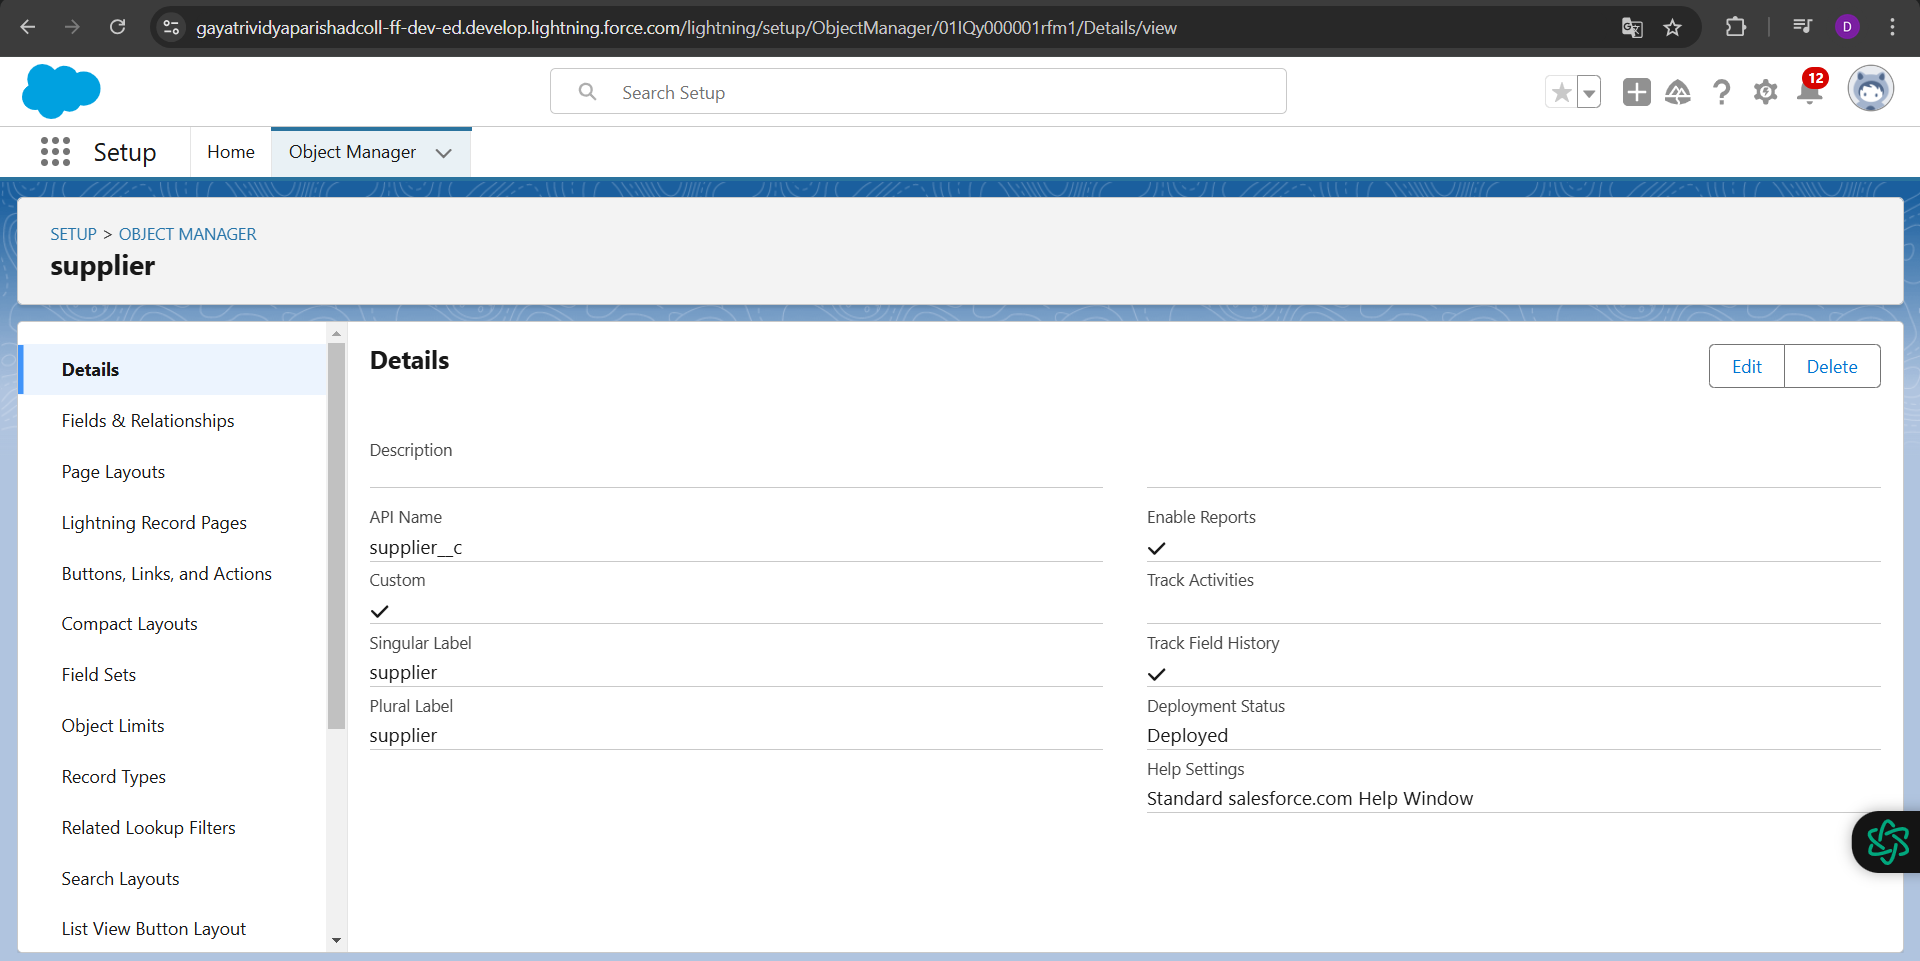 gayatrividyaparishadcoll-ff-dev-ed.develop.lightning.force.com/lightning/setup/ObjectManager/01IQy000001rfm1/Details/view
D
Search Setup
12
Setup
Home
Object Manager
SETUP > OBJECT MANAGER
supplier
Details
Fields & Relationships
Page Layouts
Lightning Record Pages
Buttons, Links, and Actions
Compact Layouts
Field Sets
Object Limits
Record Types
Related Lookup Filters
Search Layouts
List View Button Layout
Details
Edit
Delete
Description
API Name
supplier__c
Custom
Singular Label
supplier
Plural Label
supplier
Enable Reports
Track Activities
Track Field History
Deployment Status
Deployed
Help Settings
Standard salesforce.com Help Window